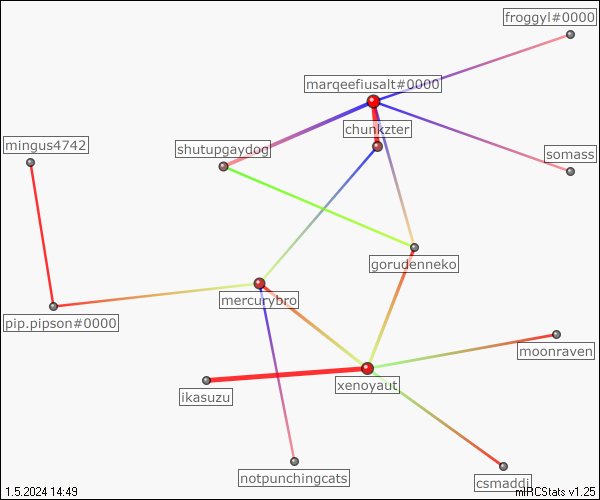 froggyl#0000
marqeefiusalt#0000
chunkzter
mingus4742
shutupgaydog
somass
gorudenneko
mercurybro
pip.pipson#0000
moonraven
xenoyaut
ikasuzu
notpunchingcats
csmaddi
1.5.2024 14:49
mIRCStats v1.25